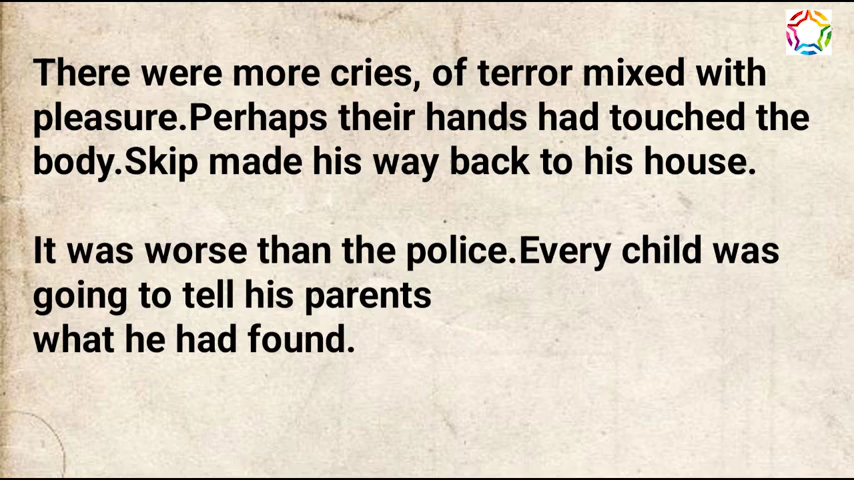 There were more cries, of terror mixed with
pleasure.Perhaps their hands had touched the
body.Skip made his way back to his house.
It was worse than the police.Every child was
going to tell his parents
what he had found.